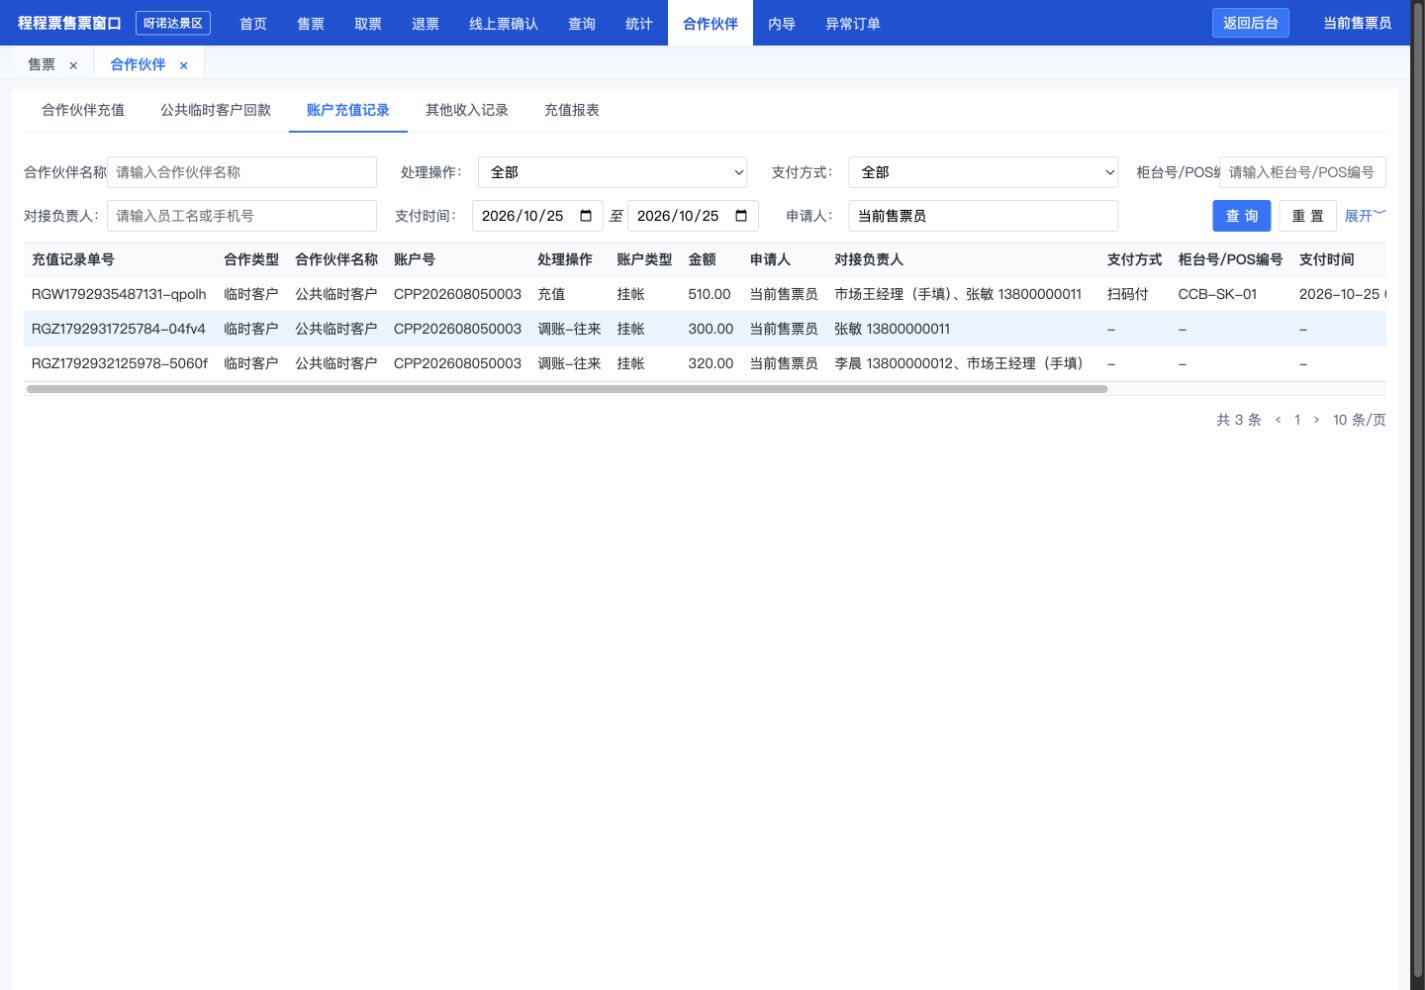 程程票售票窗口 呀诺达景区 首页 售票 取票 退票 线上票确认 查询 统计 合作伙伴 内导 异常订单 返回后台 当前售票员
售票 × 合作伙伴 ×
合作伙伴充值 公共临时客户回款 账户充值记录 其他收入记录 充值报表
合作伙伴名称 请输入合作伙伴名称 处理操作： 全部 支付方式： 全部 柜台号/POS编 请输入柜台号/POS编号
对接负责人： 请输入员工名或手机号 支付时间： 2026/10/25 至 2026/10/25 申请人： 当前售票员 查 询 重 置 展开
充值记录单号 合作类型 合作伙伴名称 账户号 处理操作 账户类型 金额 申请人 对接负责人 支付方式 柜台号/POS编号 支付时间
RGW1792935487131-qpolh 临时客户 公共临时客户 CPP202608050003 充值 挂帐 510.00 当前售票员 市场王经理（手填）、张敏 13800000011 扫码付 CCB-SK-01 2026-10-25
RGZ1792931725784-04fv4 临时客户 公共临时客户 CPP202608050003 调账-往来 挂帐 300.00 当前售票员 张敏 13800000011 - - -
RGZ1792932125978-5060f 临时客户 公共临时客户 CPP202608050003 调账-往来 挂帐 320.00 当前售票员 李晨 13800000012、市场王经理（手填） - - -
共 3 条 < 1 > 10 条/页